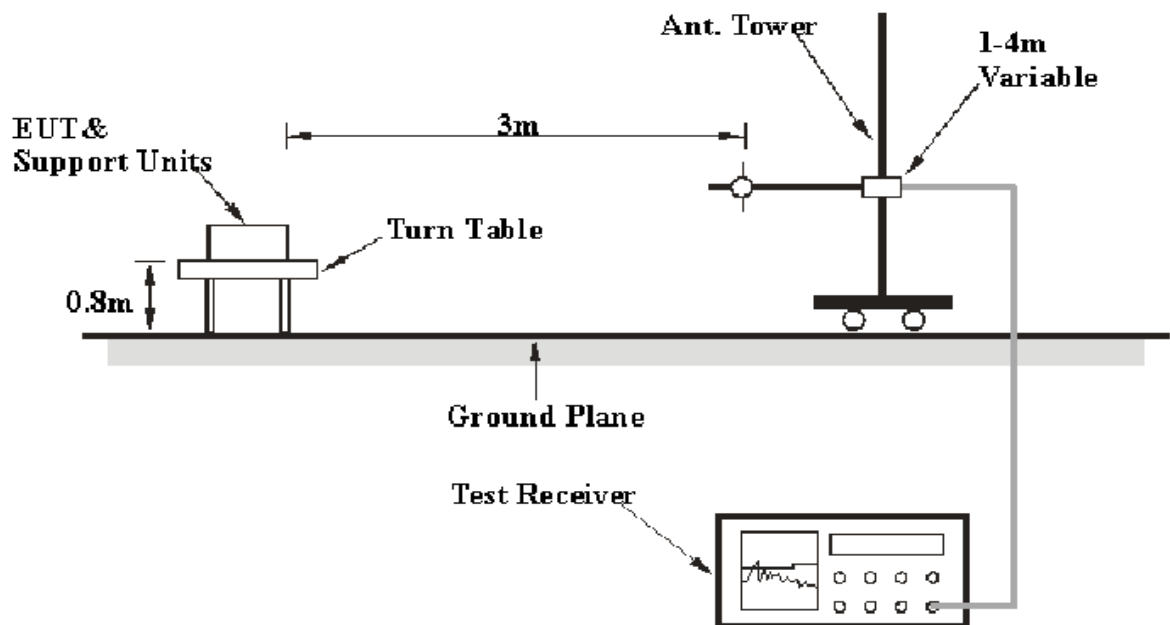 Ant. Tower
1-4m
Variable
3m
EUT&
Support Units
Turn Table
0.8m
Ground Plane
Test Receiver